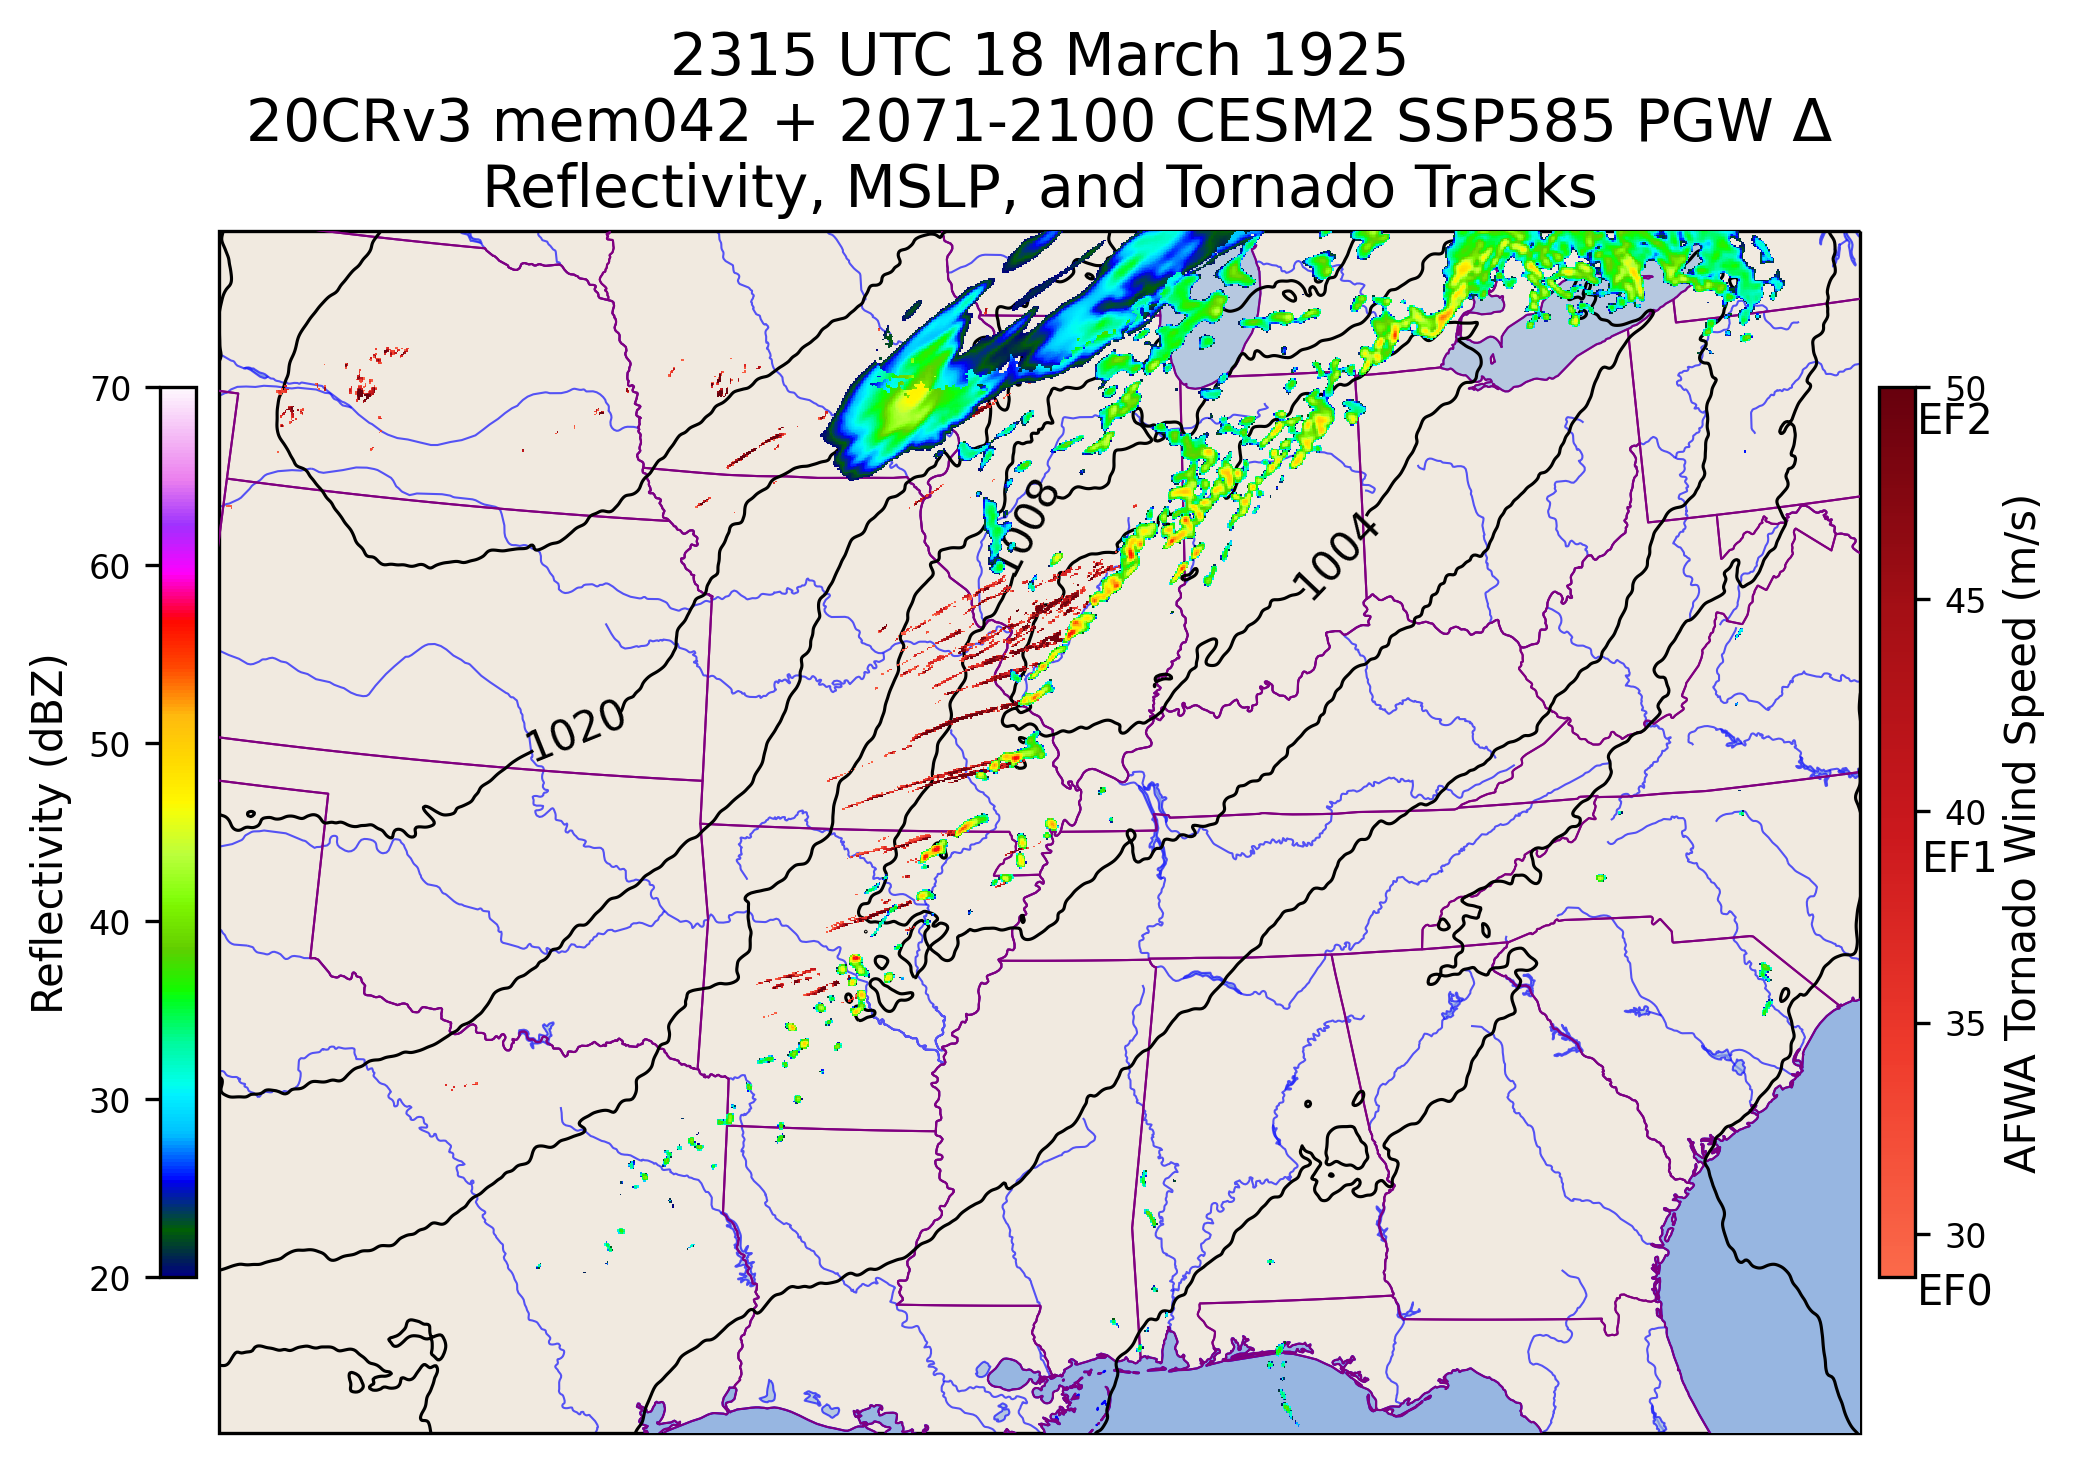 2315 UTC 18 March 1925
20CRv3 mem042 + 2071-2100 CESM2 SSP585 PGW Δ
Reflectivity, MSLP, and Tornado Tracks
70
60
50
40
30
20
Reflectivity (dBZ)
1008
1004
1020
50
EF2
45
40
EF1
35
30
EF0
AFWA Tornado Wind Speed (m/s)